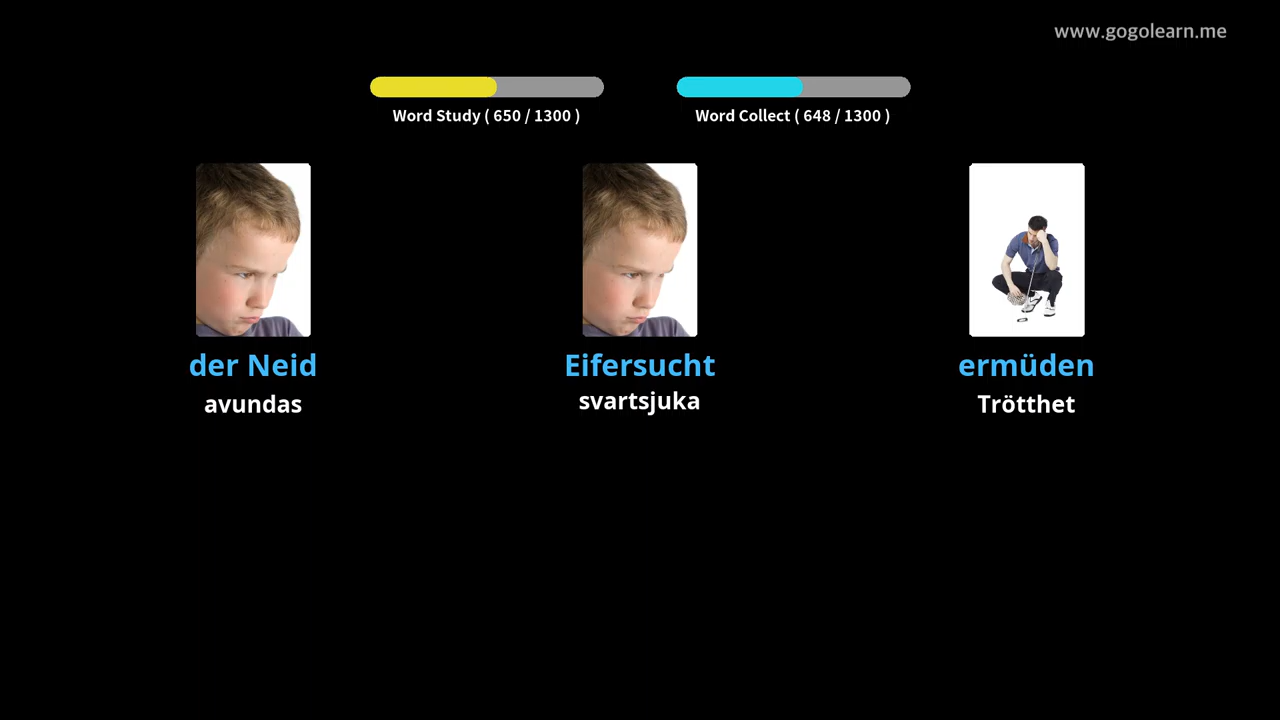 www.gogolearn.me
Word Study ( 650 / 1300 )
Word Collect ( 648 / 1300 )
der Neid
avundas
Eifersucht
svartsjuka
ermüden
Trötthet